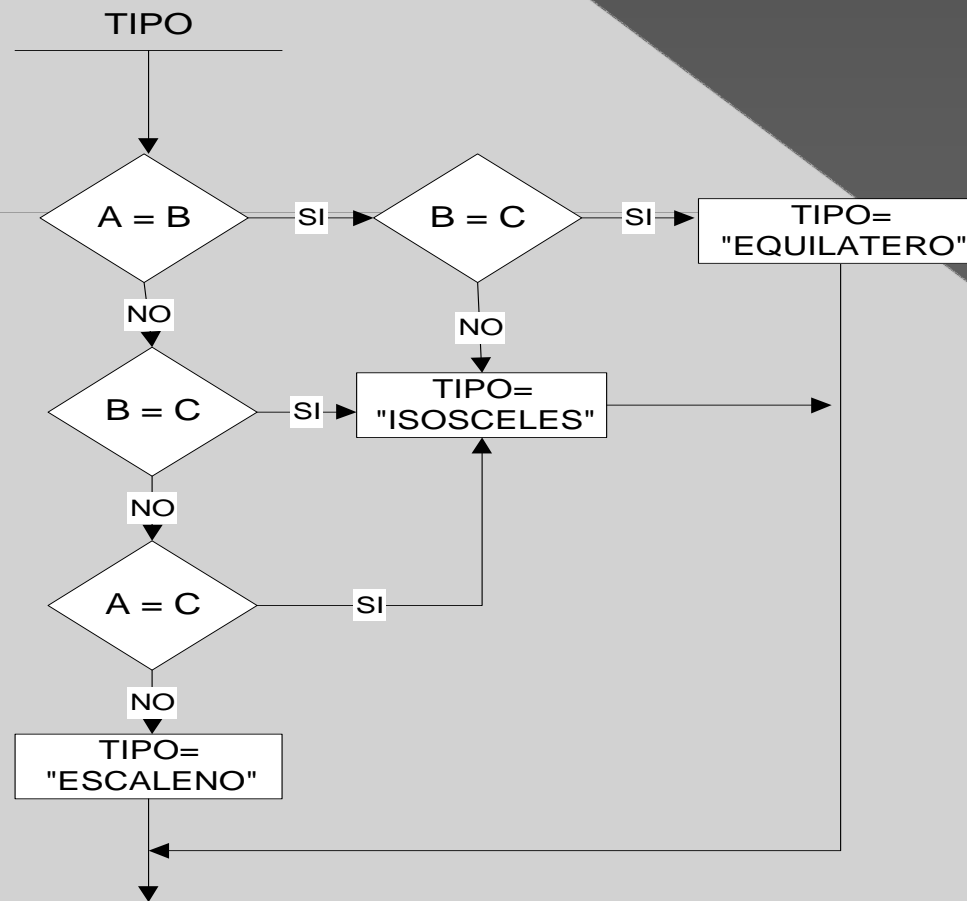 TIPO
A = B
SI
B = C
SI
TIPO=
"EQUILATERO"
NO
NO
B = C
SI
TIPO=
"ISOSCELES"
NO
A = C
SI
NO
TIPO=
"ESCALENO"